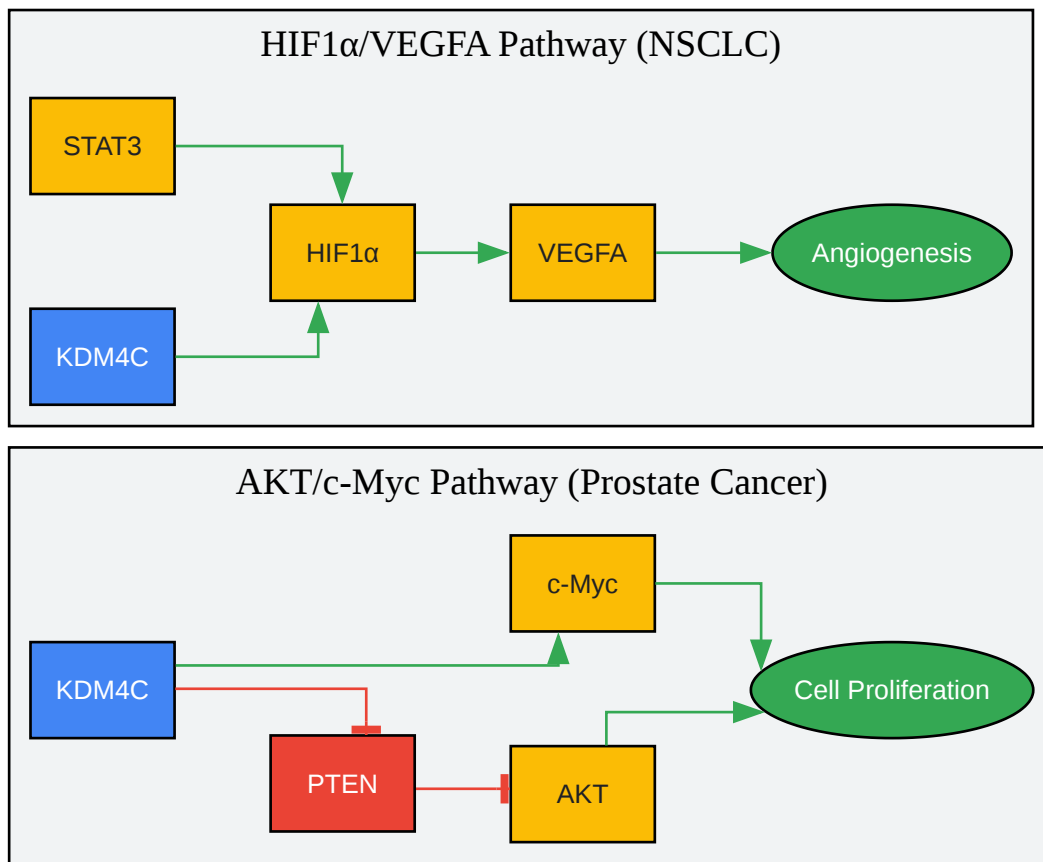 HIF1α/VEGFA Pathway (NSCLC)
STAT3
HIF1α
VEGFA
Angiogenesis
KDM4C
AKT/c-Myc Pathway (Prostate Cancer)
c-Myc
KDM4C
Cell Proliferation
PTEN
AKT